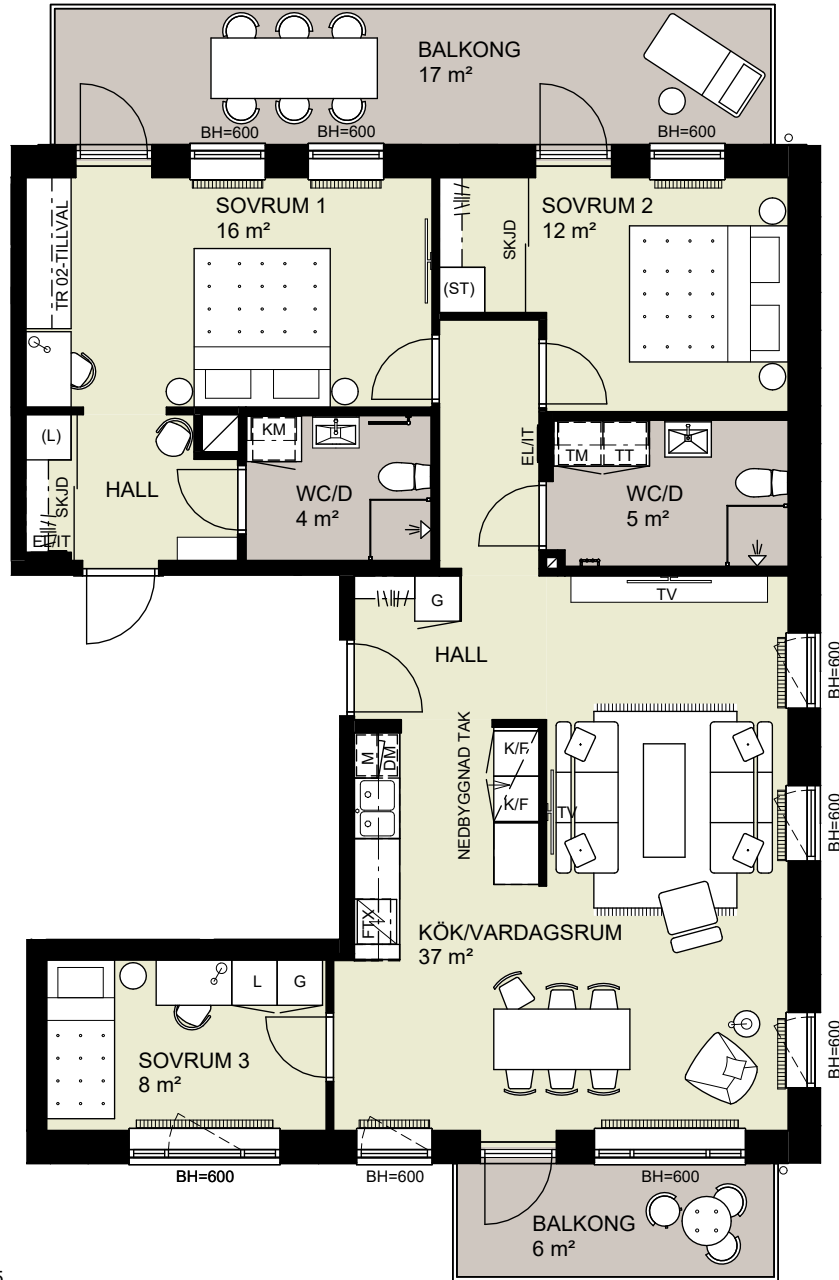 BALKONG
17 m²
BH=600
BH=600
BH=600
SOVRUM 1
16 m²
SOVRUM 2
12 m²
TR 02-TILLVAL
SKJD
(ST)
(L)
KM
EL/IT
TM
TT
SKJD
HALL
WC/D
4 m²
WC/D
5 m²
EL/IT
G
TV
HALL
BH=600
NEDBYGGNAD TAK
M
DM
K/F
K/F
TV
BH=600
FTX
KÖK/VARDAGSRUM
37 m²
L
G
BH=600
SOVRUM 3
8 m²
BH=600
BH=600
BH=600
BALKONG
6 m²